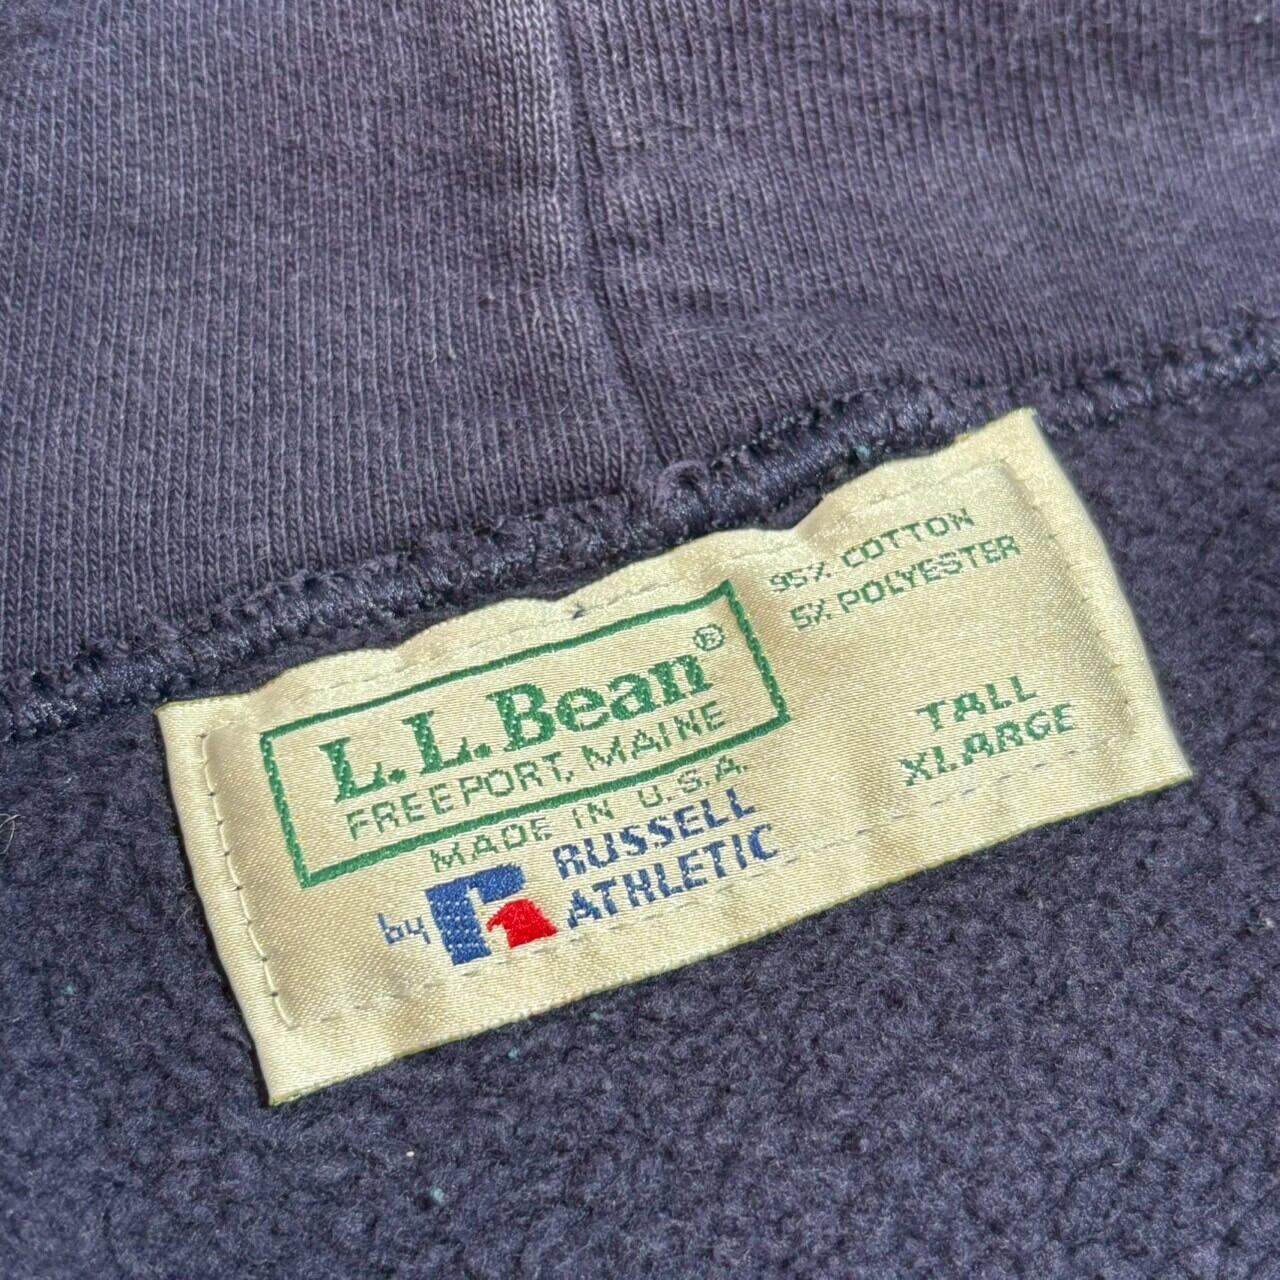 95% COTTON
5% POLYESTER
L.L.Bean®
FREEPORT, MAINE
MADE IN U.S.A.
by RUSSELL
ATHLETIC
TALL
XLARGE